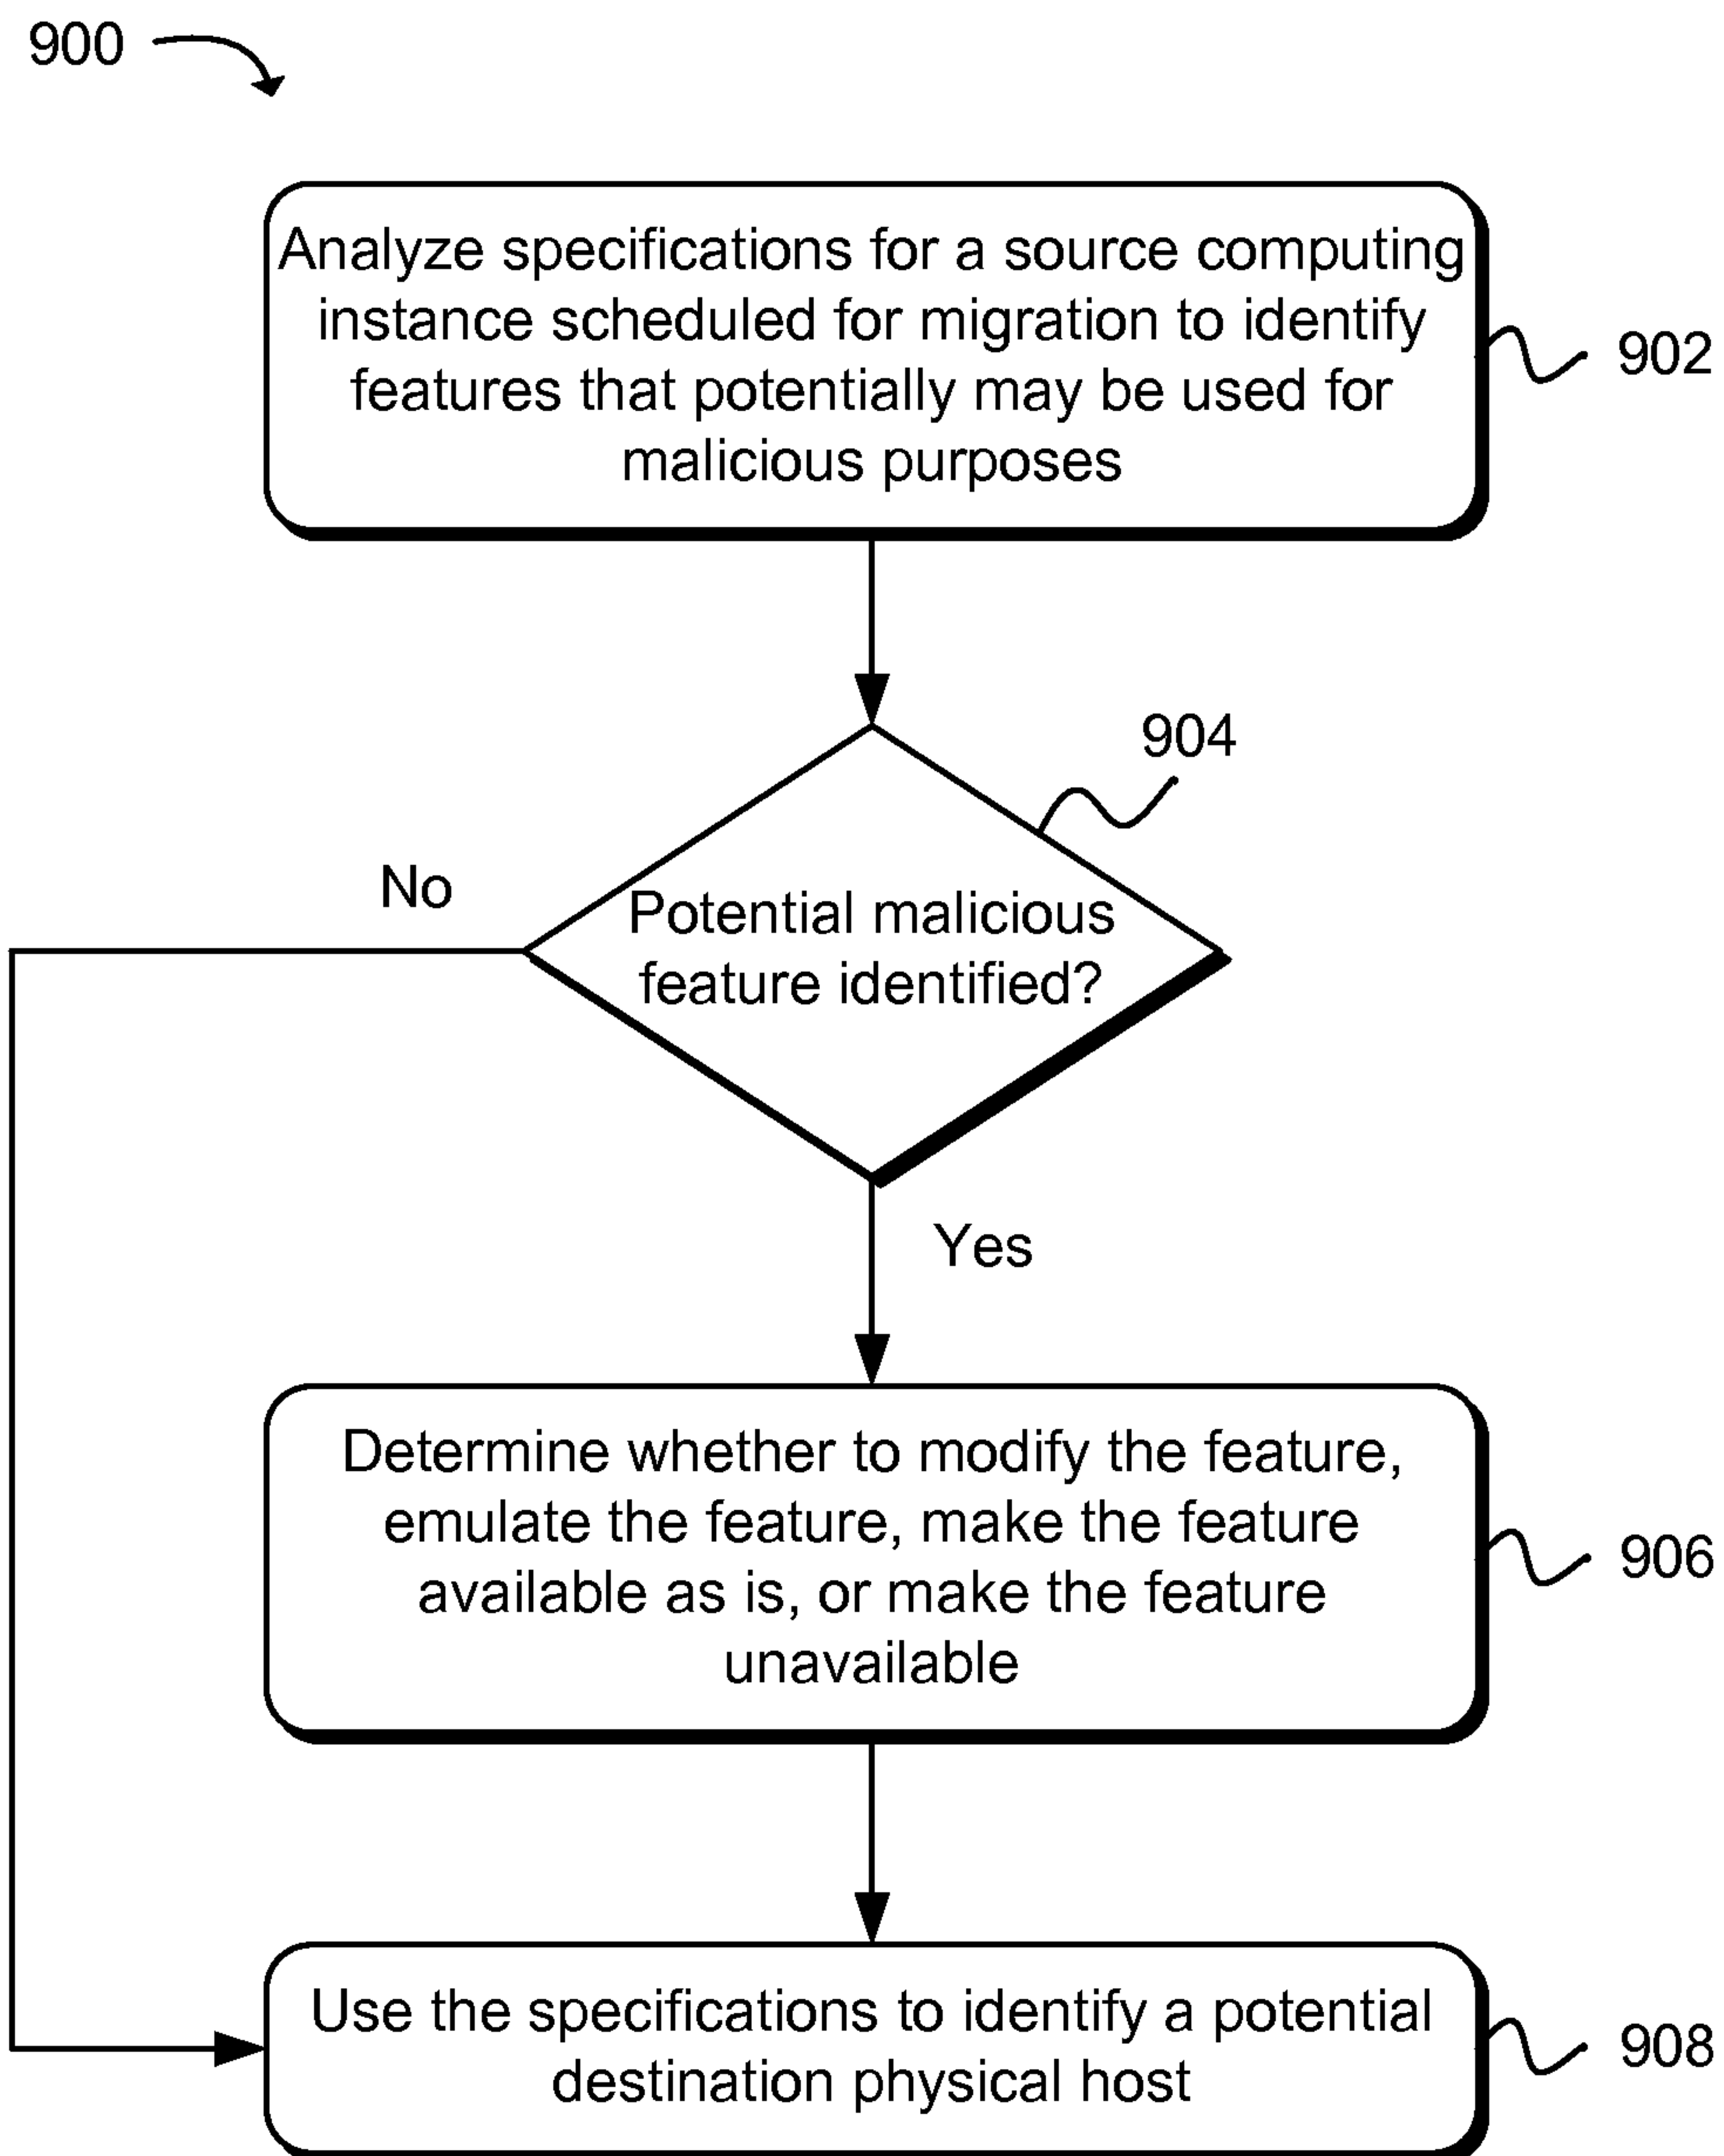 900
Analyze specifications for a source computing
instance scheduled for migration to identify
features that potentially may be used for
malicious purposes
902
904
No
Potential malicious
feature identified?
Yes
Determine whether to modify the feature,
emulate the feature, make the feature
available as is, or make the feature
unavailable
906
Use the specifications to identify a potential
destination physical host
908